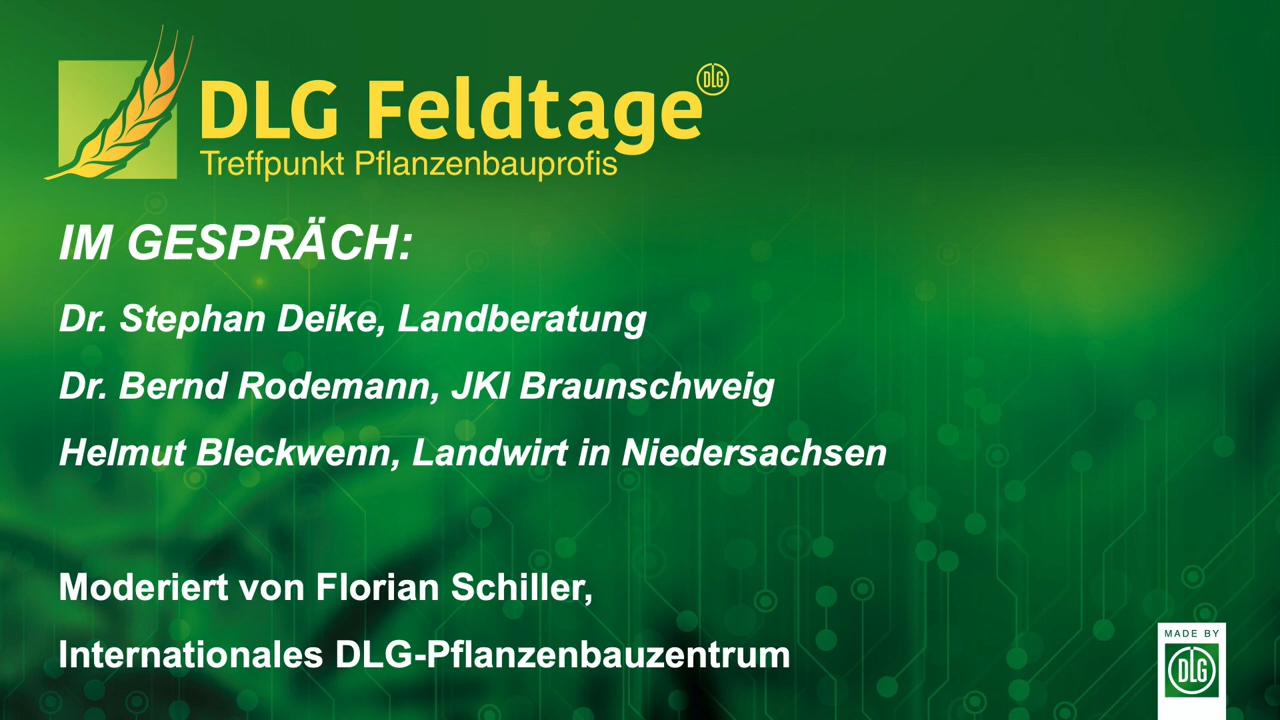 DLG Feldtage
DLG
Treffpunkt Pflanzenbauprofis
IM GESPRÄCH:
Dr. Stephan Deike, Landberatung
Dr. Bernd Rodemann, JKI Braunschweig
Helmut Bleckwenn, Landwirt in Niedersachsen
Moderiert von Florian Schiller,
Internationales DLG-Pflanzenbauzentrum
MADE BY
DLG